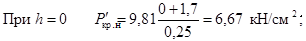 При h = 0 P′кр.н = 9,81 (0 + 1,7)/0,25 = 6,67 кН/см²;